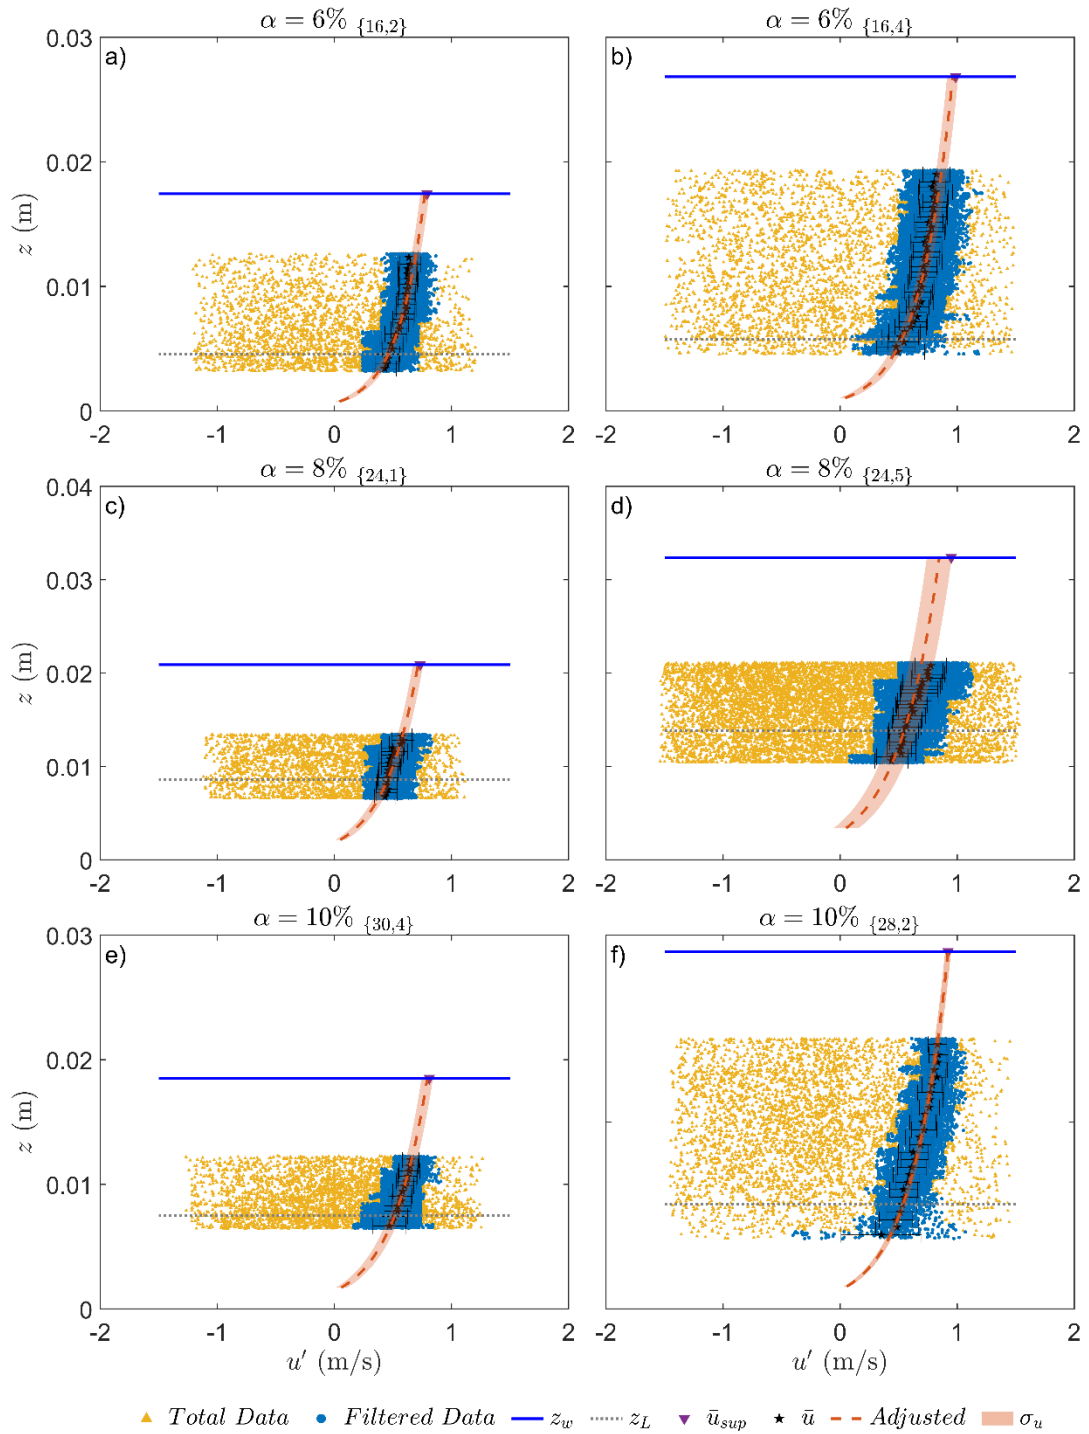 α = 6% {16,2}
α = 6% {16,4}
a)
b)
0.03
0.02
0.01
0
z (m)
-2 -1 0 1 2
-2 -1 0 1 2
α = 8% {24,1}
α = 8% {24,5}
c)
d)
0.04
0.03
0.02
0.01
0
z (m)
-2 -1 0 1 2
-2 -1 0 1 2
α = 10% {30,4}
α = 10% {28,2}
e)
f)
0.03
0.02
0.01
0
z (m)
-2 -1 0 1 2
-2 -1 0 1 2
u′ (m/s)
u′ (m/s)
Total Data Filtered Data z_w z_L ū_sup ū Adjusted σ_u